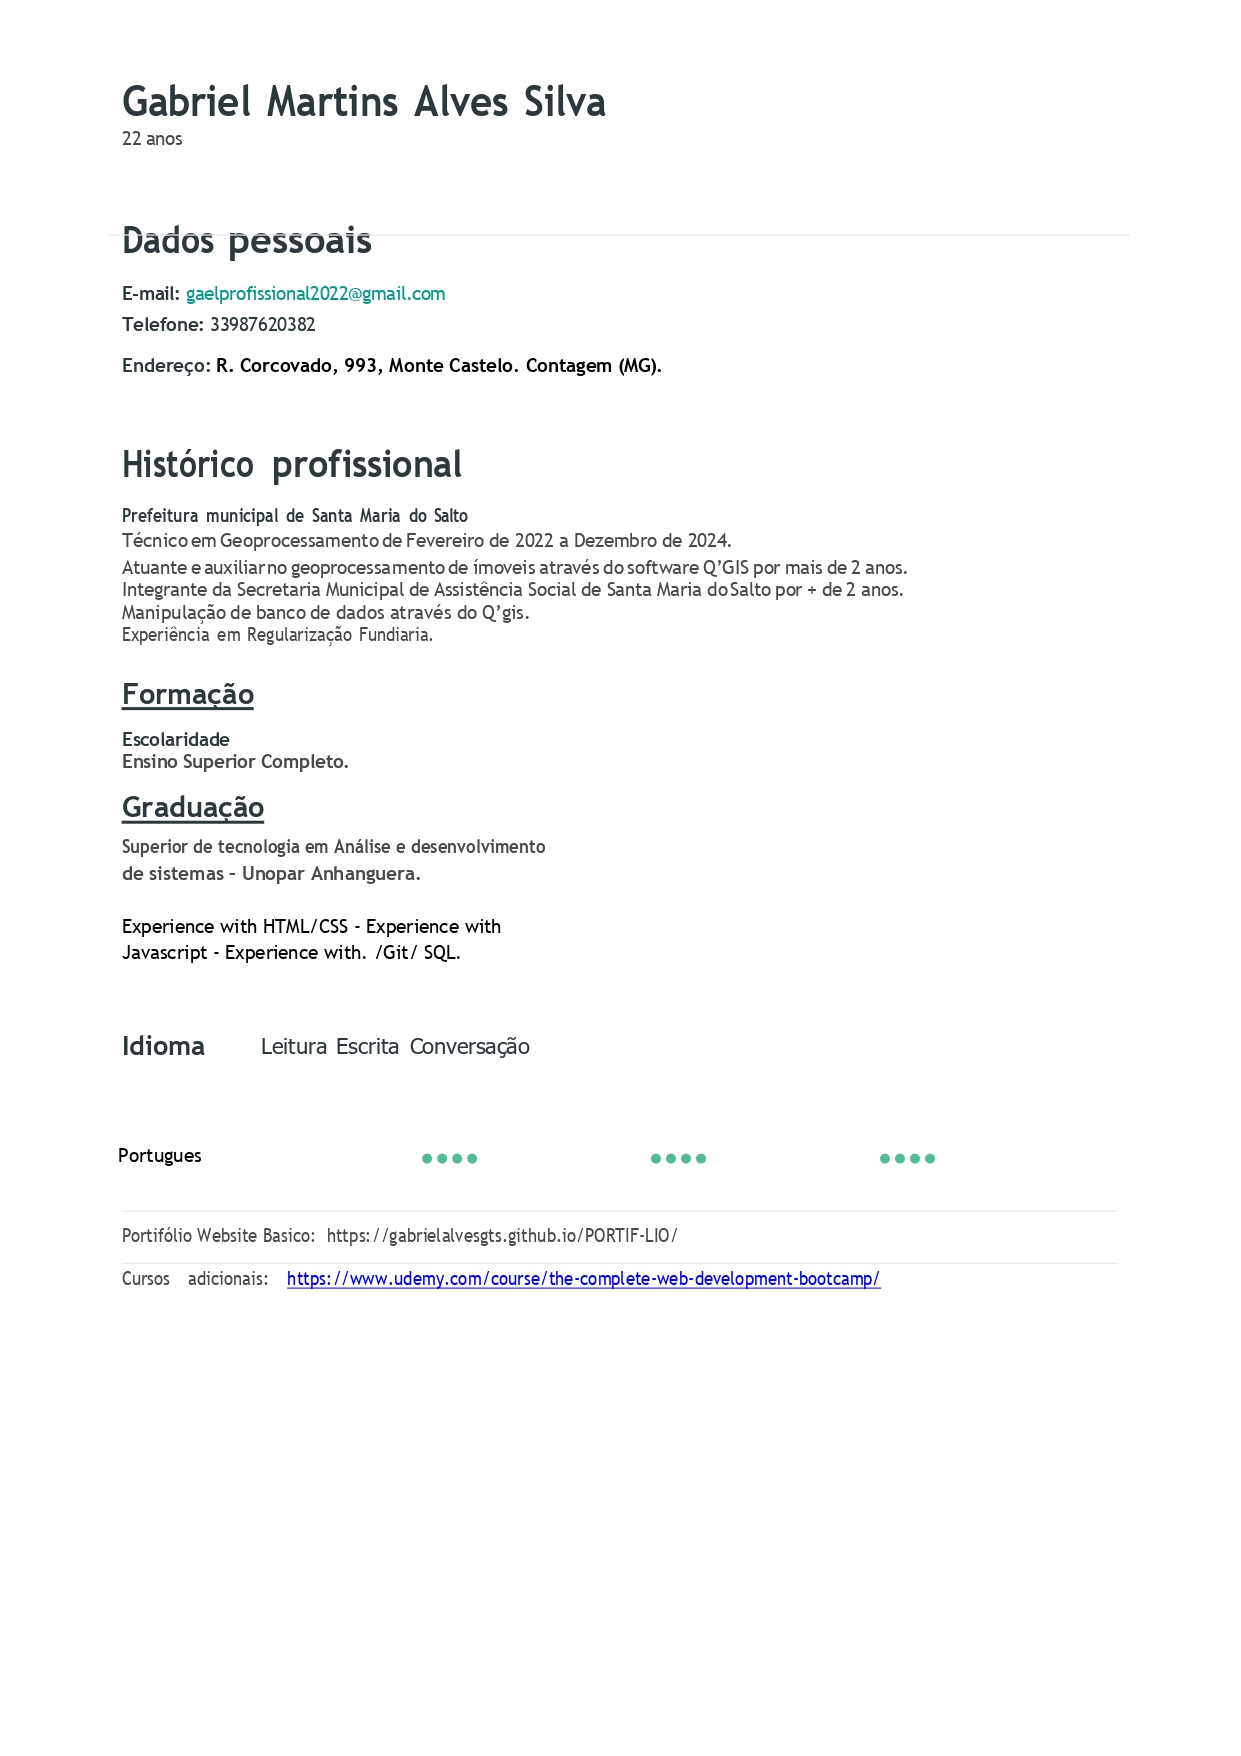 Gabriel Martins Alves Silva
22 anos
Dados pessoais
E-mail: gaelprofissional2022@gmail.com
Telefone: 33987620382
Endereço: R. Corcovado, 993, Monte Castelo. Contagem (MG).
Histórico profissional
Prefeitura municipal de Santa Maria do Salto
Técnico em Geoprocessamento de Fevereiro de 2022 a Dezembro de 2024.
Atuante e auxiliar no geoprocessamento de ímoveis através do software Q’GIS por mais de 2 anos.
Integrante da Secretaria Municipal de Assistência Social de Santa Maria do Salto por + de 2 anos.
Manipulação de banco de dados através do Q’gis.
Experiência em Regularização Fundiaria.
Formação
Escolaridade
Ensino Superior Completo.
Graduação
Superior de tecnologia em Análise e desenvolvimento
de sistemas – Unopar Anhanguera.
Experience with HTML/CSS - Experience with
Javascript - Experience with. /Git/ SQL.
Idioma Leitura Escrita Conversação
Portugues
Portifólio Website Basico: https://gabrielalvesgts.github.io/PORTIF-LIO/
Cursos adicionais: https://www.udemy.com/course/the-complete-web-development-bootcamp/